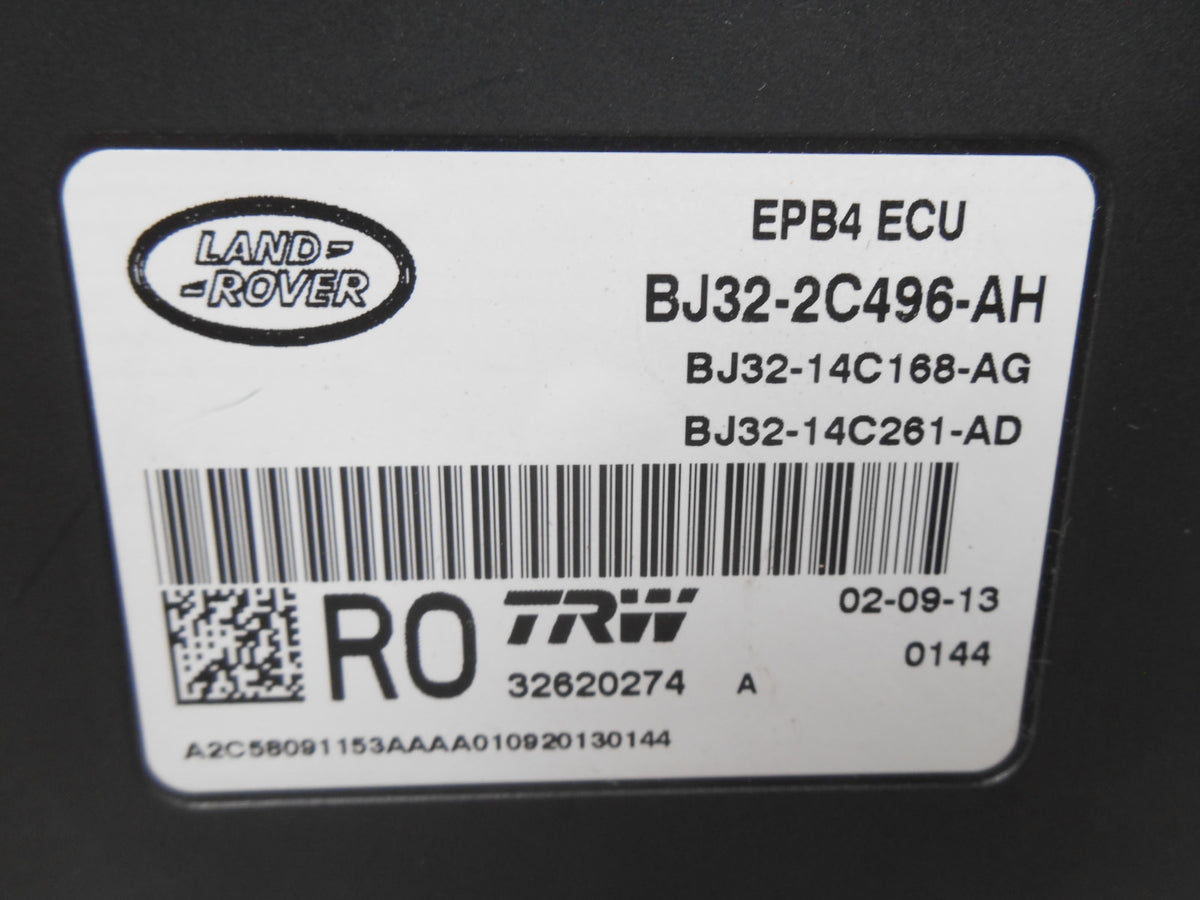 LAND-
-ROVER
EPB4 ECU
BJ32-2C496-AH
BJ32-14C168-AG
BJ32-14C261-AD
RO
TRW
02-09-13
0144
32620274 A
A2C58091153AAAA010920130144